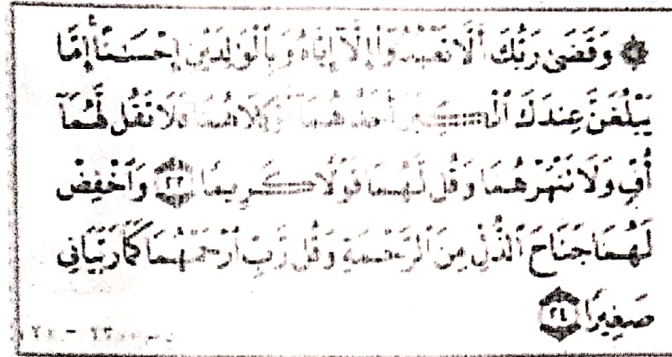 وَقَضَىٰ رَبُّكَ أَلَّا تَعْبُدُوٓا۟ إِلَّآ إِيَّاهُ وَبِٱلْوَٰلِدَيْنِ إِحْسَٰنًا إِمَّا
يَبْلُغَنَّ عِندَكَ ٱلْكِبَرَ أَحَدُهُمَآ أَوْ كِلَاهُمَا فَلَا تَقُل لَّهُمَآ
أُفٍّ وَلَا تَنْهَرْهُمَا وَقُل لَّهُمَا قَوْلًا كَرِيمًا ٢٣ وَٱخْفِضْ
لَهُمَا جَنَاحَ ٱلذُّلِّ مِنَ ٱلرَّحْمَةِ وَقُل رَّبِّ ٱرْحَمْهُمَا كَمَا رَبَّيَانِى
صَغِيرًا ٢٤